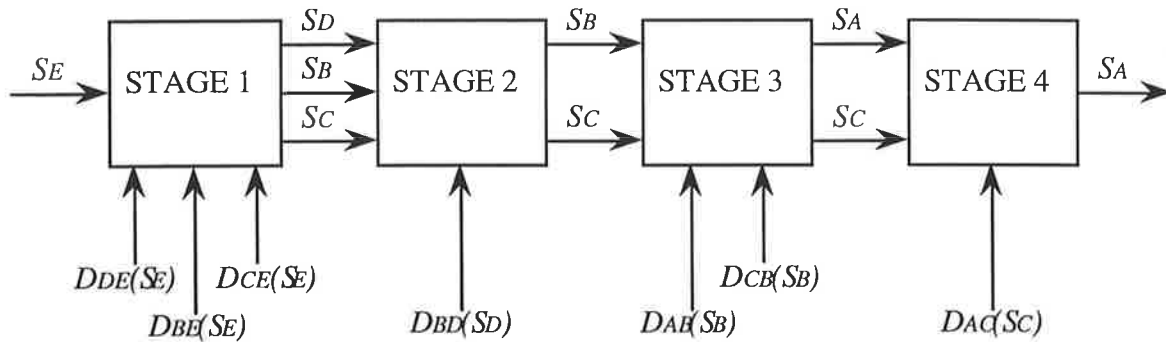 SD
SB
SA
SE
STAGE 1
SB
STAGE 2
STAGE 3
STAGE 4
SA
SC
SC
SC
DDE(SE)
DCE(SE)
DCB(SB)
DBE(SE)
DBD(SD)
DAB(SB)
DAC(SC)